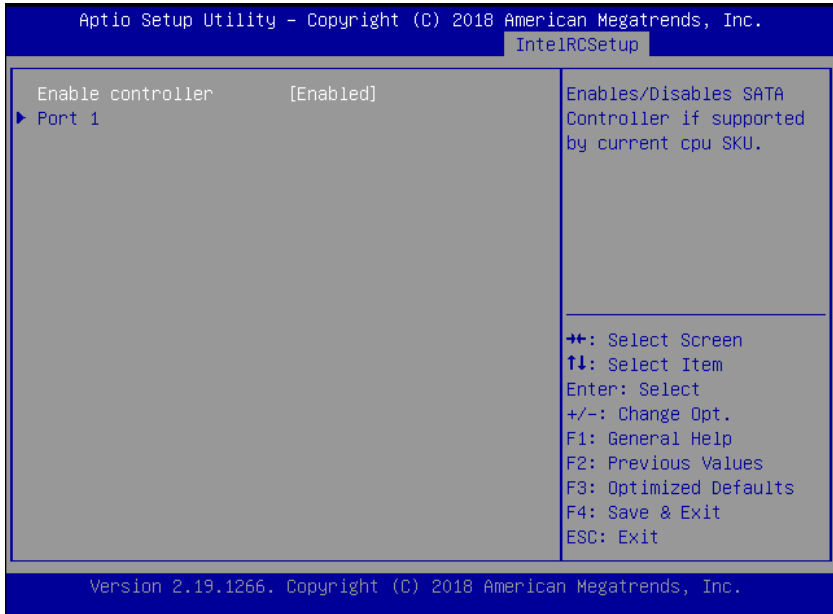 Aptio Setup Utility – Copyright (C) 2018 American Megatrends, Inc.
IntelRCSetup
Enable controller [Enabled]
Port 1
Enables/Disables SATA
Controller if supported
by current cpu SKU.
→←: Select Screen
↑↓: Select Item
Enter: Select
+/-: Change Opt.
F1: General Help
F2: Previous Values
F3: Optimized Defaults
F4: Save & Exit
ESC: Exit
Version 2.19.1266. Copyright (C) 2018 American Megatrends, Inc.